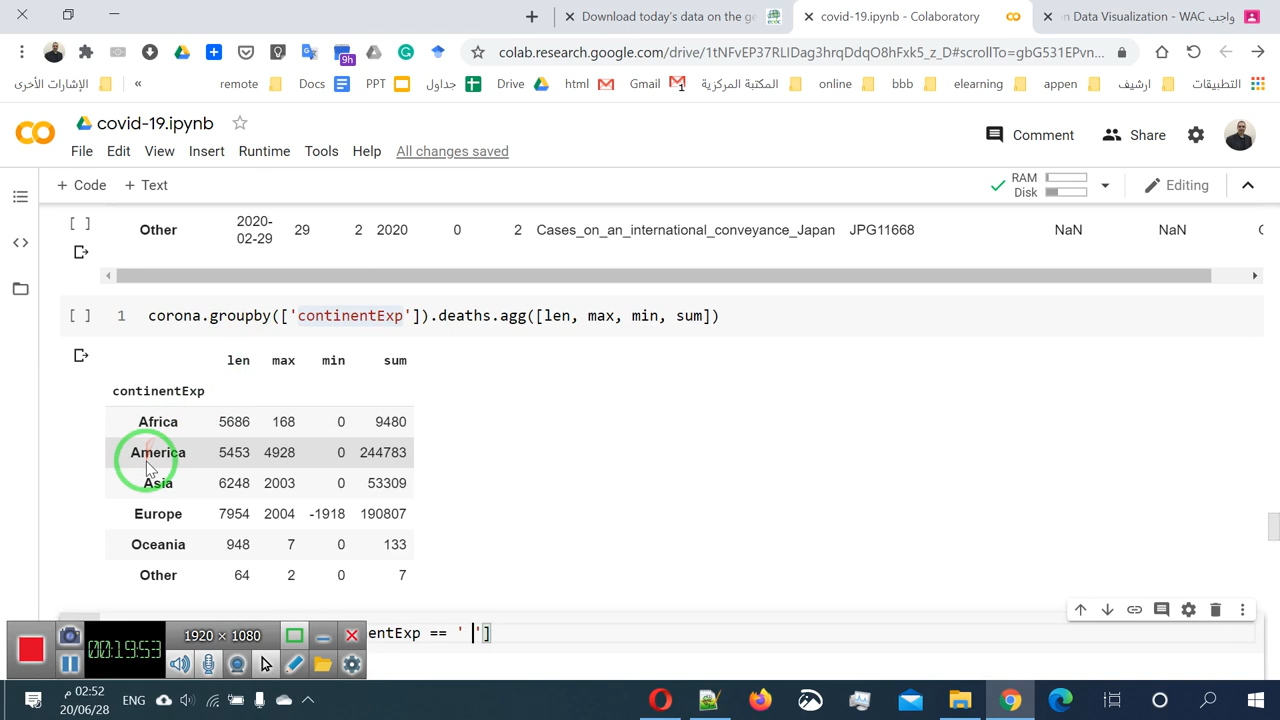 Download today's data on the ge
covid-19.ipynb - Colaboratory
n Data Visualization - WAC واجب
9h
colab.research.google.com/drive/1tNFvEP37RLIDag3hrqDdqO8hFxk5_z_D#scrollTo=gbG531EPvn...
الإشارات الأخرى
«
remote
Docs
PPT
جداول
Drive
html
Gmail
المكتبة المركزية
online
bbb
elearning
appen
ارشيف
التطبيقات
covid-19.ipynb
Comment
Share
File Edit View Insert Runtime Tools Help All changes saved
+ Code + Text
RAM
Disk
Editing
[ ] Other 2020-02-29 29 2 2020 0 2 Cases_on_an_international_conveyance_Japan JPG11668 NaN NaN
[ ] 1 corona.groupby(['continentExp']).deaths.agg([len, max, min, sum])
len max min sum
continentExp
Africa 5686 168 0 9480
America 5453 4928 0 244783
Asia 6248 2003 0 53309
Europe 7954 2004 -1918 190807
Oceania 948 7 0 133
Other 64 2 0 7
entExp == ' ']
1920 × 1080
00:19:53
02:52 م
20/06/28
ENG